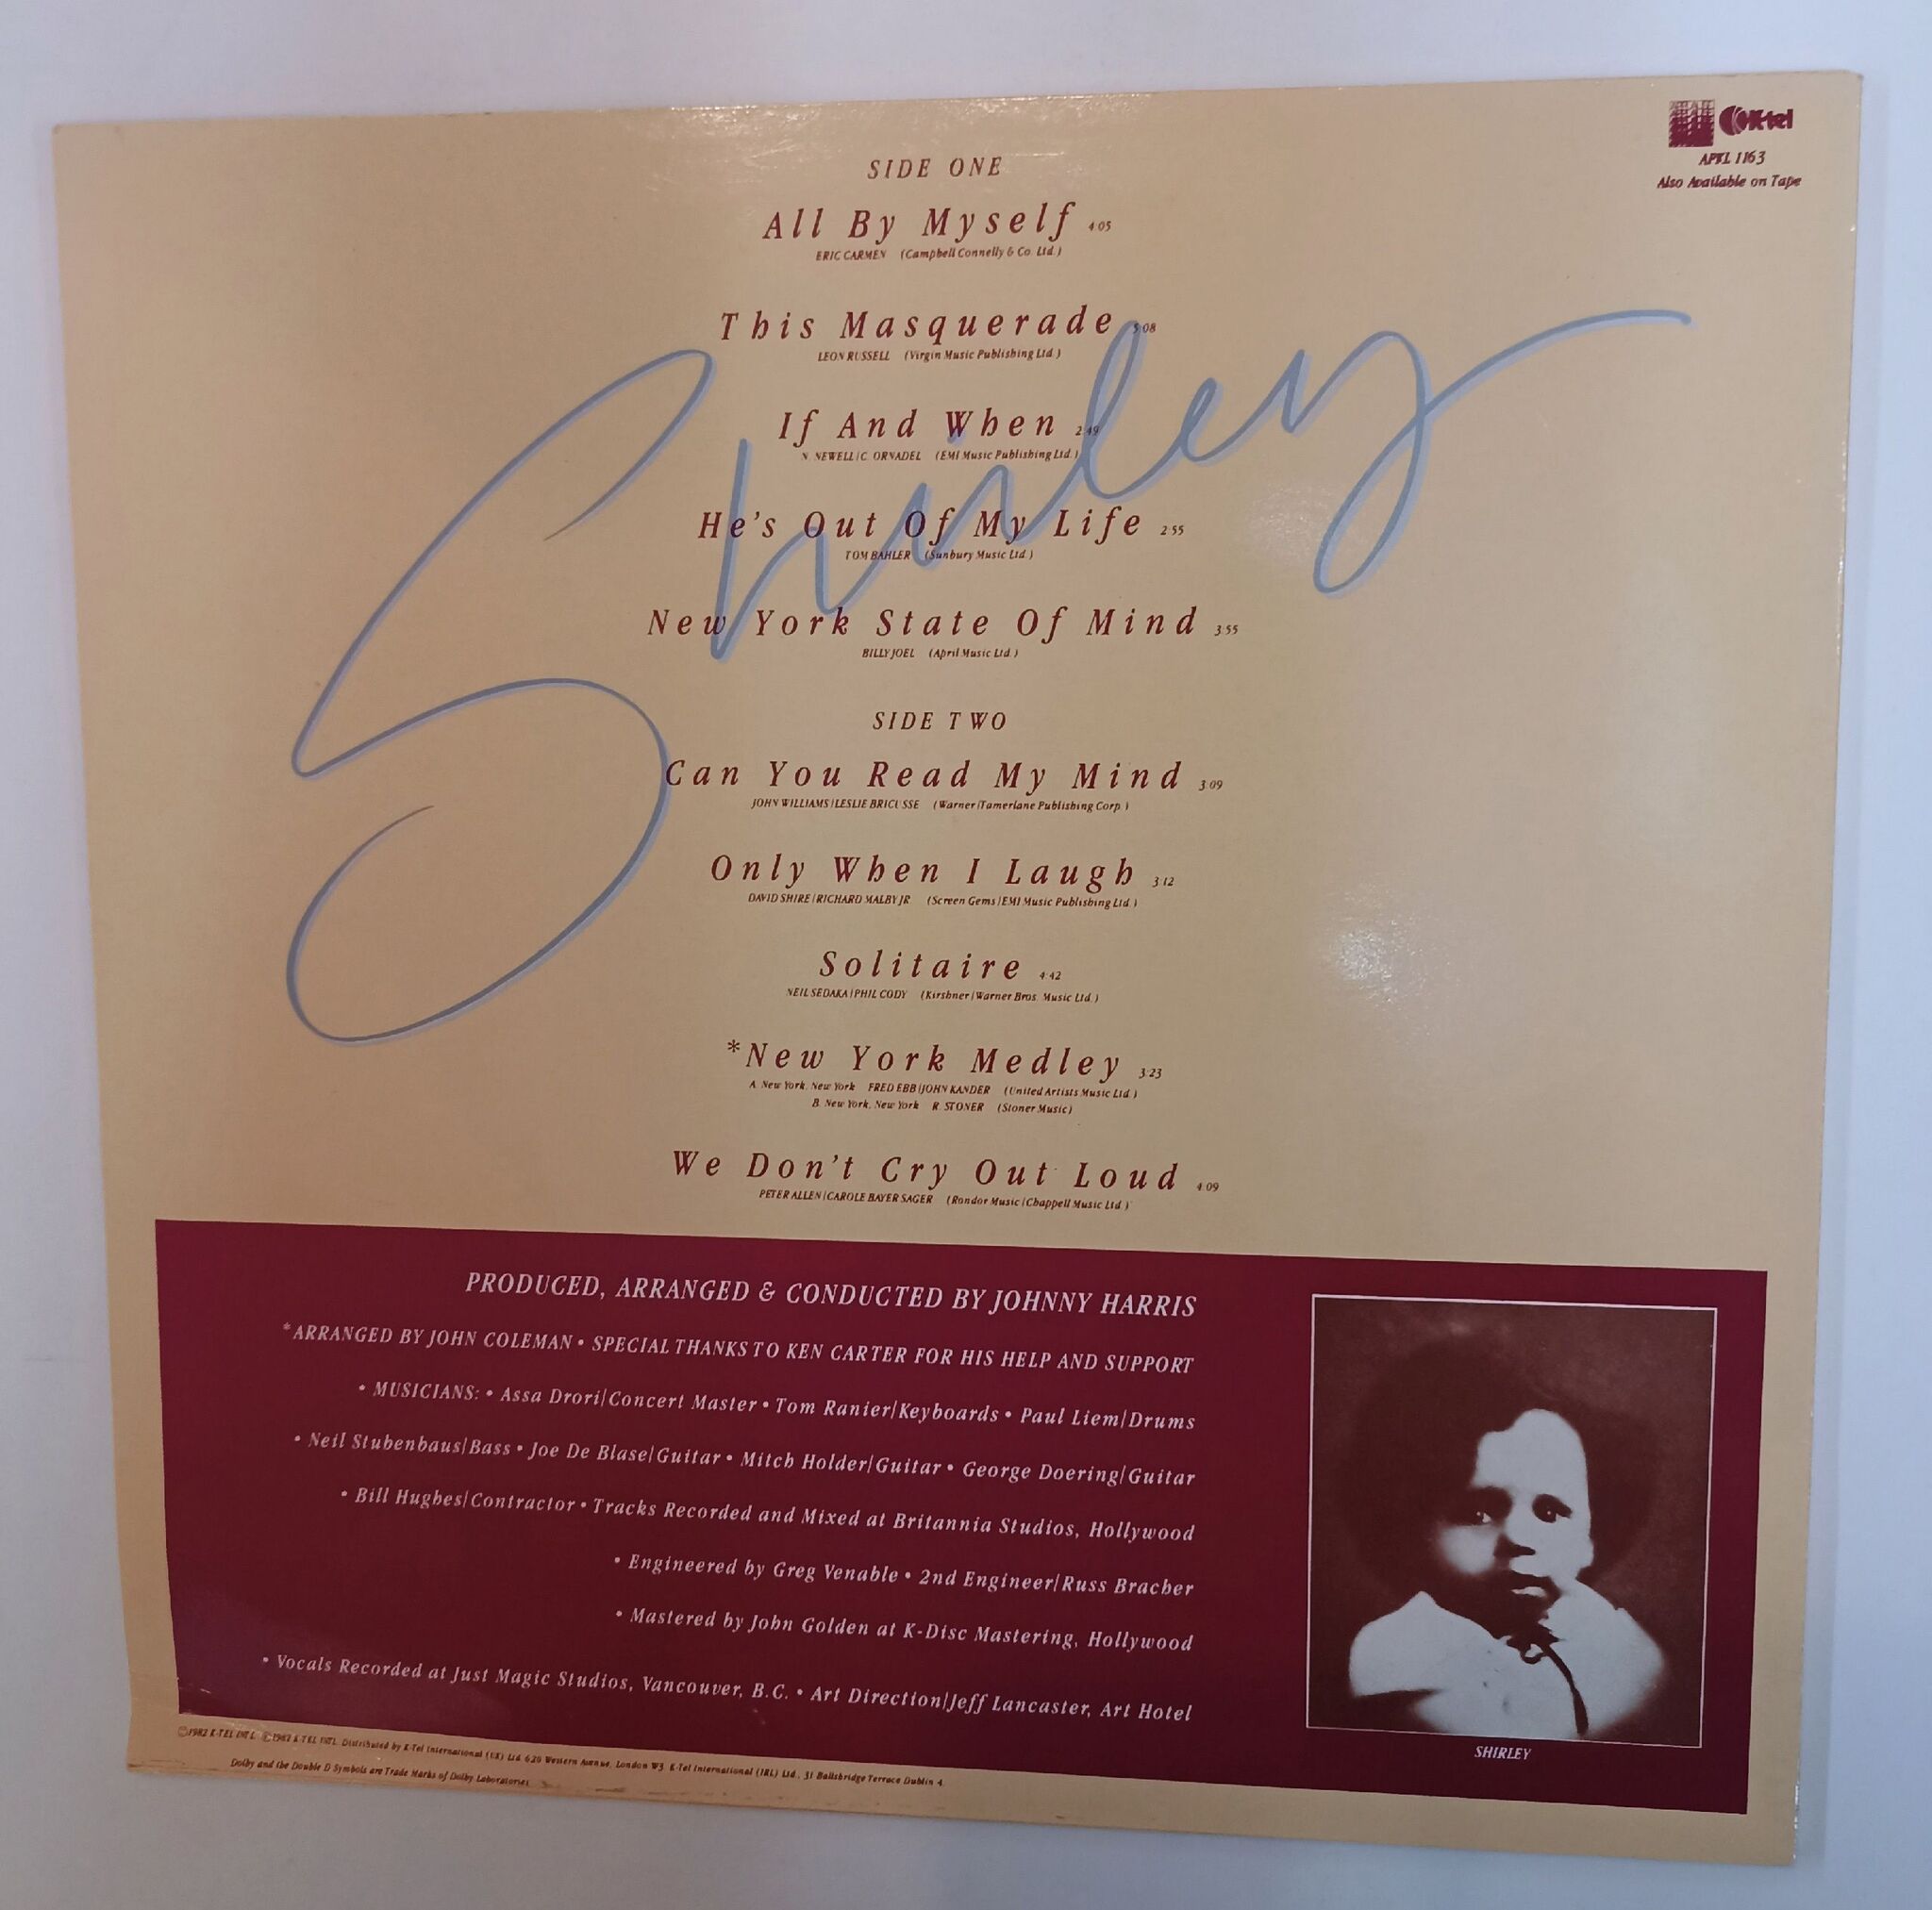 K-tel
Also Available on Tape
SIDE ONE
All By Myself 4:05
ERIC CARMEN (Campbell Connelly & Co. Ltd.)
This Masquerade 5:08
LEON RUSSELL (Virgin Music Publishing Ltd.)
If And When 2:49
N. NEWELL/C. ORNADEL (EMI Music Publishing Ltd.)
He's Out Of My Life 2:55
TOM BAHLER (Sunbury Music Ltd.)
New York State Of Mind 3:55
BILLY JOEL (April Music Ltd.)
Shirley
SIDE TWO
Can You Read My Mind 3:09
JOHN WILLIAMS/LESLIE BRICUSSE (Warner/Tamerlane Publishing Corp.)
Only When I Laugh 3:12
DAVID SHIRE/RICHARD MALBY JR. (Screen Gems/EMI Music Publishing Ltd.)
Solitaire 4:42
NEIL SEDAKA/PHIL CODY (Kirshner/Warner Bros. Music Ltd.)
*New York Medley 3:23
A. New York, New York FRED EBB/JOHN KANDER (United Artists Music Ltd.)
B. New York, New York R. STONER (Stoner Music)
We Don't Cry Out Loud 4:09
PETER ALLEN/CAROLE BAYER SAGER (Rondor Music/Chappell Music Ltd.)
PRODUCED, ARRANGED & CONDUCTED BY JOHNNY HARRIS
*ARRANGED BY JOHN COLEMAN • SPECIAL THANKS TO KEN CARTER FOR HIS HELP AND SUPPORT
• MUSICIANS: • Assa Drori/Concert Master • Tom Ranier/Keyboards • Paul Liem/Drums
• Neil Stubenhaus/Bass • Joe De Blase/Guitar • Mitch Holder/Guitar • George Doering/Guitar
• Bill Hughes/Contractor • Tracks Recorded and Mixed at Britannia Studios, Hollywood
• Engineered by Greg Venable • 2nd Engineer/Russ Bracher
• Mastered by John Golden at K-Disc Mastering, Hollywood
• Vocals Recorded at Just Magic Studios, Vancouver, B.C. • Art Direction/Jeff Lancaster, Art Hotel
SHIRLEY
Ⓟ1982 K-TEL INT'L. ©1982 K-TEL INT'L. Distributed by K-Tel International (UK) Ltd. 620 Western Avenue, London W3. K-Tel International (IRL) Ltd., 31 Ballsbridge Terrace Dublin 4.
Dolby and the Double D Symbols are Trade Marks of Dolby Laboratories